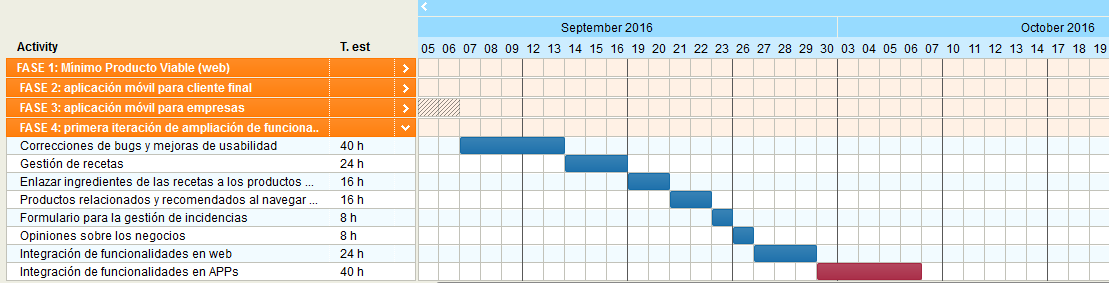 September 2016 October 2016
Activity T. est 05 06 07 08 09 12 13 14 15 16 19 20 21 22 23 26 27 28 29 30 03 04 05 06 07 10 11 12 13 14 17 18 19
FASE 1: Mínimo Producto Viable (web)
FASE 2: aplicación móvil para cliente final
FASE 3: aplicación móvil para empresas
FASE 4: primera iteración de ampliación de funciona..
Correcciones de bugs y mejoras de usabilidad 40 h
Gestión de recetas 24 h
Enlazar ingredientes de las recetas a los productos ... 16 h
Productos relacionados y recomendados al navegar ... 16 h
Formulario para la gestión de incidencias 8 h
Opiniones sobre los negocios 8 h
Integración de funcionalidades en web 24 h
Integración de funcionalidades en APPs 40 h